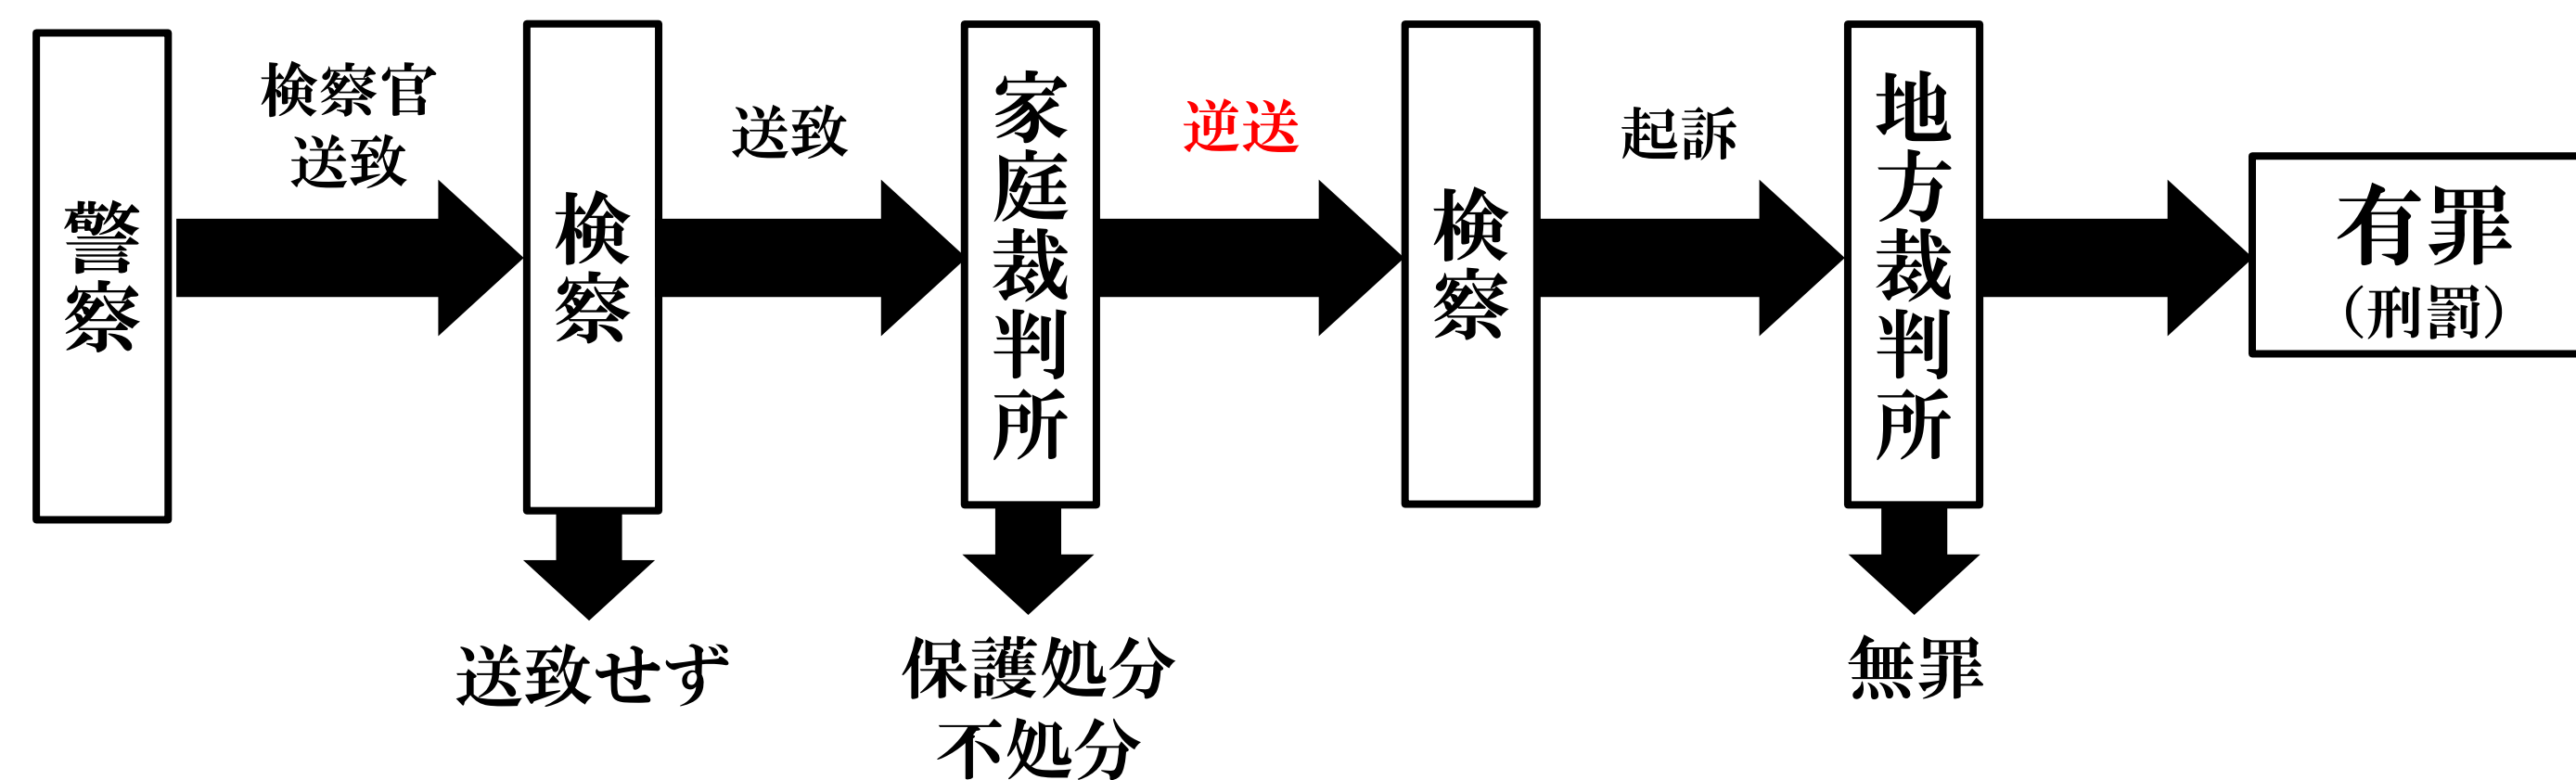 警察
検察官
送致
検察
送致
家庭裁判所
逆送
検察
起訴
地方裁判所
有罪
（刑罰）
送致せず
保護処分
不処分
無罪